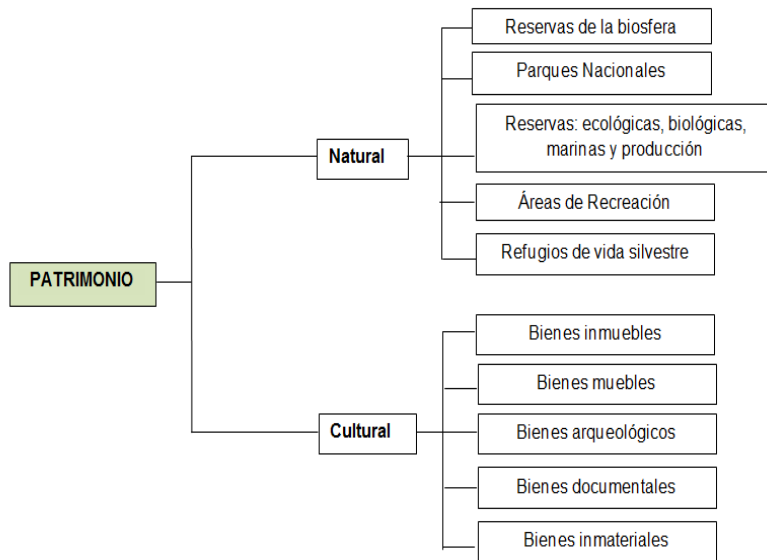 PATRIMONIO
Natural
Reservas de la biosfera
Parques Nacionales
Reservas: ecológicas, biológicas,
marinas y producción
Áreas de Recreación
Refugios de vida silvestre
Cultural
Bienes inmuebles
Bienes muebles
Bienes arqueológicos
Bienes documentales
Bienes inmateriales